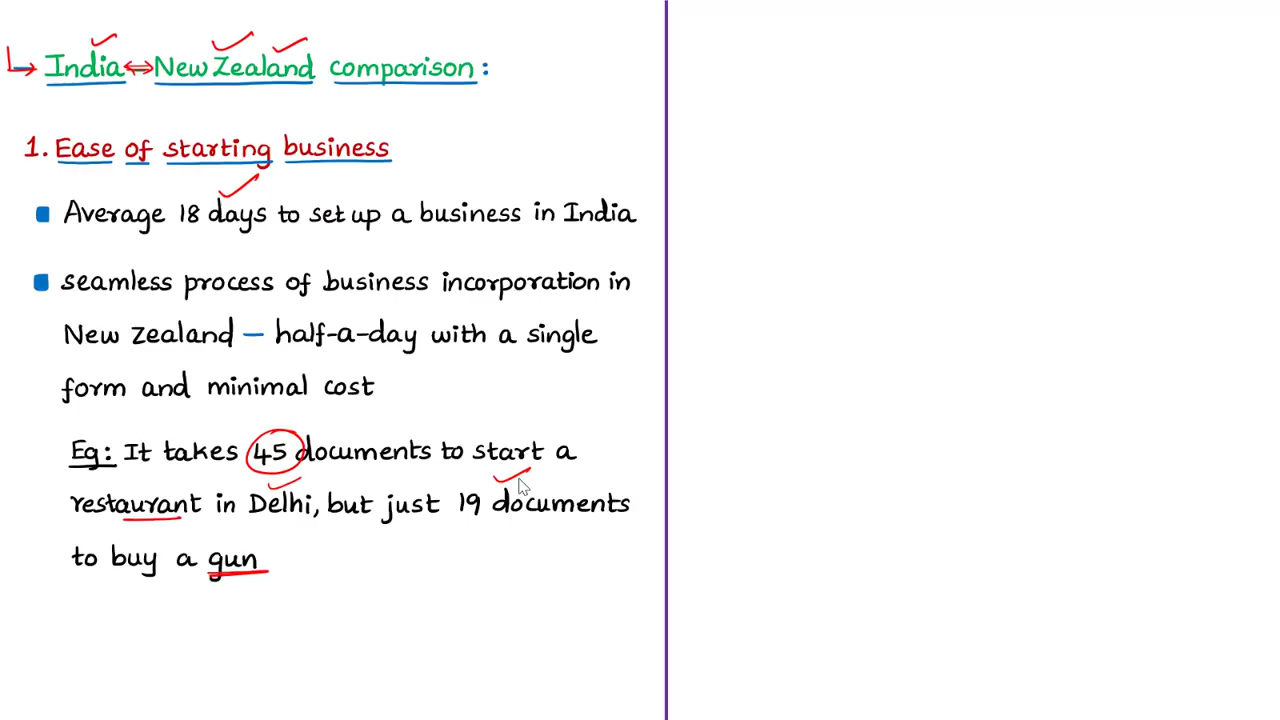 India⇔New Zealand comparison:
1. Ease of starting business
Average 18 days to set up a business in India
seamless process of business incorporation in
New Zealand – half-a-day with a single
form and minimal cost
Eg: It takes 45 documents to start a
restaurant in Delhi, but just 19 documents
to buy a gun